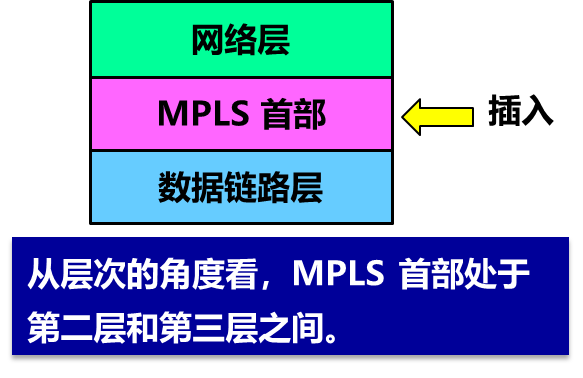 网络层
MPLS 首部
插入
数据链路层
从层次的角度看，MPLS 首部处于
第二层和第三层之间。